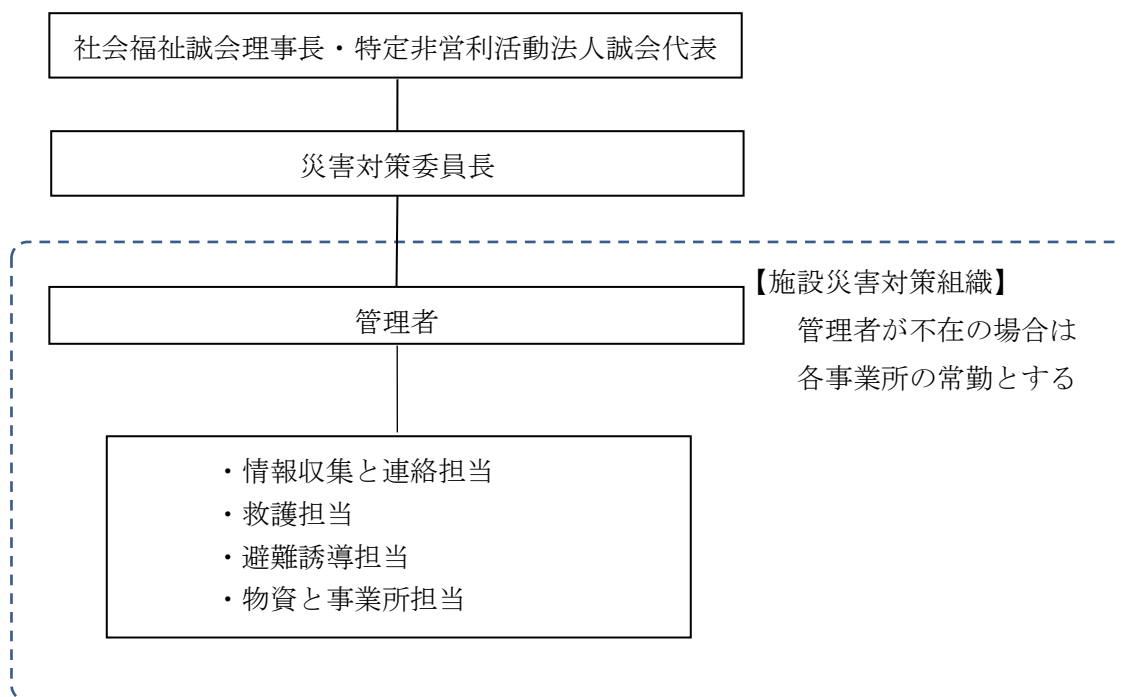 社会福祉誠会理事長・特定非営利活動法人誠会代表
災害対策委員長
【施設災害対策組織】
管理者
管理者が不在の場合は
各事業所の常勤とする
・情報収集と連絡担当
・救護担当
・避難誘導担当
・物資と事業所担当